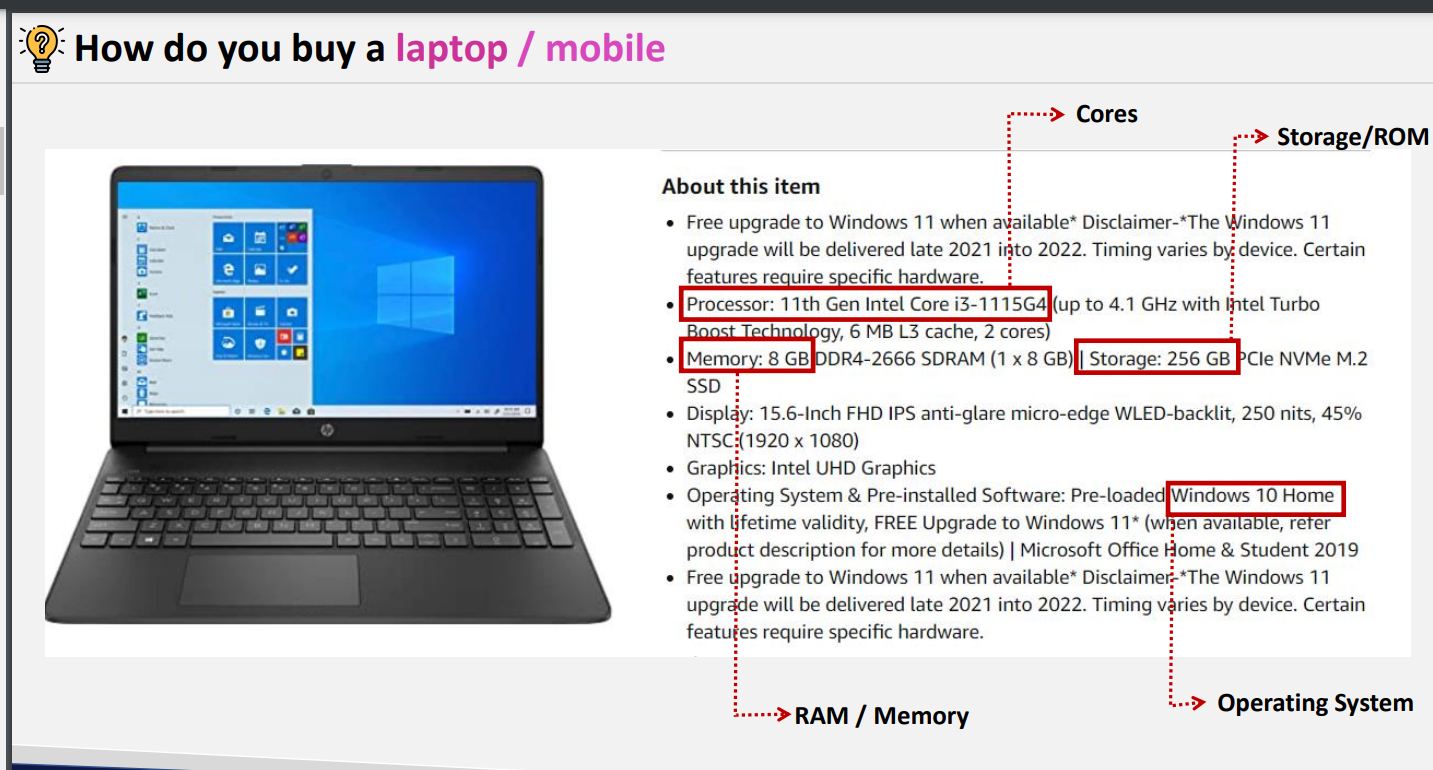 How do you buy a laptop / mobile
Cores
Storage/ROM
About this item
• Free upgrade to Windows 11 when available* Disclaimer-*The Windows 11
upgrade will be delivered late 2021 into 2022. Timing varies by device. Certain
features require specific hardware.
• Processor: 11th Gen Intel Core i3-1115G4 (up to 4.1 GHz with Intel Turbo
Boost Technology, 6 MB L3 cache, 2 cores)
• Memory: 8 GB DDR4-2666 SDRAM (1 x 8 GB) | Storage: 256 GB PCIe NVMe M.2
SSD
• Display: 15.6-Inch FHD IPS anti-glare micro-edge WLED-backlit, 250 nits, 45%
NTSC (1920 x 1080)
• Graphics: Intel UHD Graphics
• Operating System & Pre-installed Software: Pre-loaded Windows 10 Home
with lifetime validity, FREE Upgrade to Windows 11* (when available, refer
product description for more details) | Microsoft Office Home & Student 2019
• Free upgrade to Windows 11 when available* Disclaimer-*The Windows 11
upgrade will be delivered late 2021 into 2022. Timing varies by device. Certain
features require specific hardware.
RAM / Memory
Operating System
hp